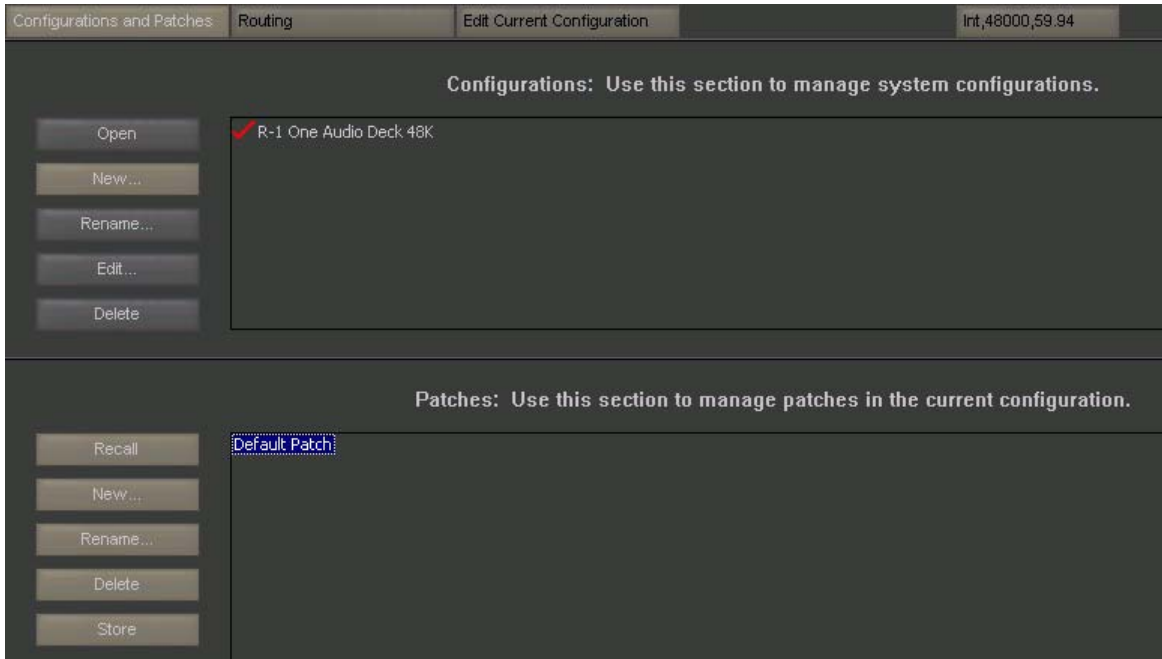 Configurations and Patches Routing Edit Current Configuration Int,48000,59.94
Configurations: Use this section to manage system configurations.
Open
R-1 One Audio Deck 48K
New...
Rename...
Edit...
Delete
Patches: Use this section to manage patches in the current configuration.
Recall
Default Patch
New...
Rename...
Delete
Store